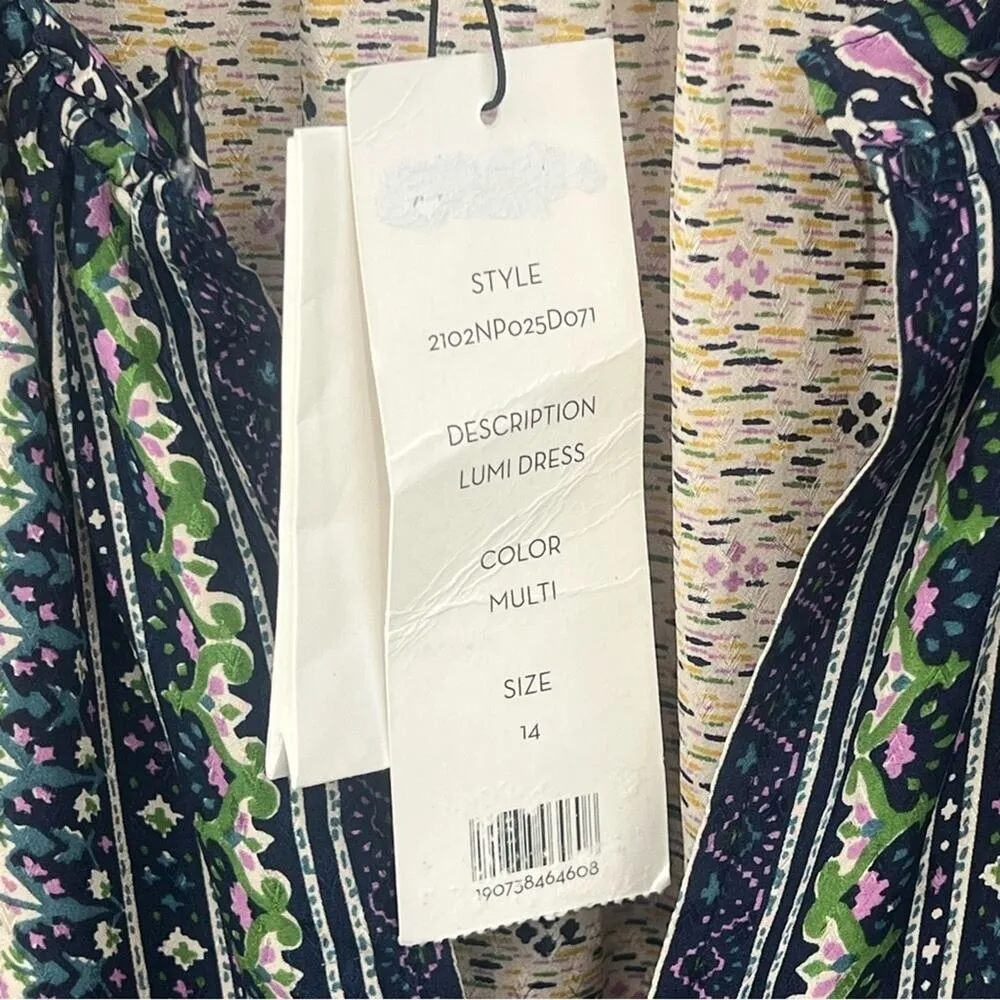 STYLE
2102NP025D071
DESCRIPTION
LUMI DRESS
COLOR
MULTI
SIZE
14
190738464608